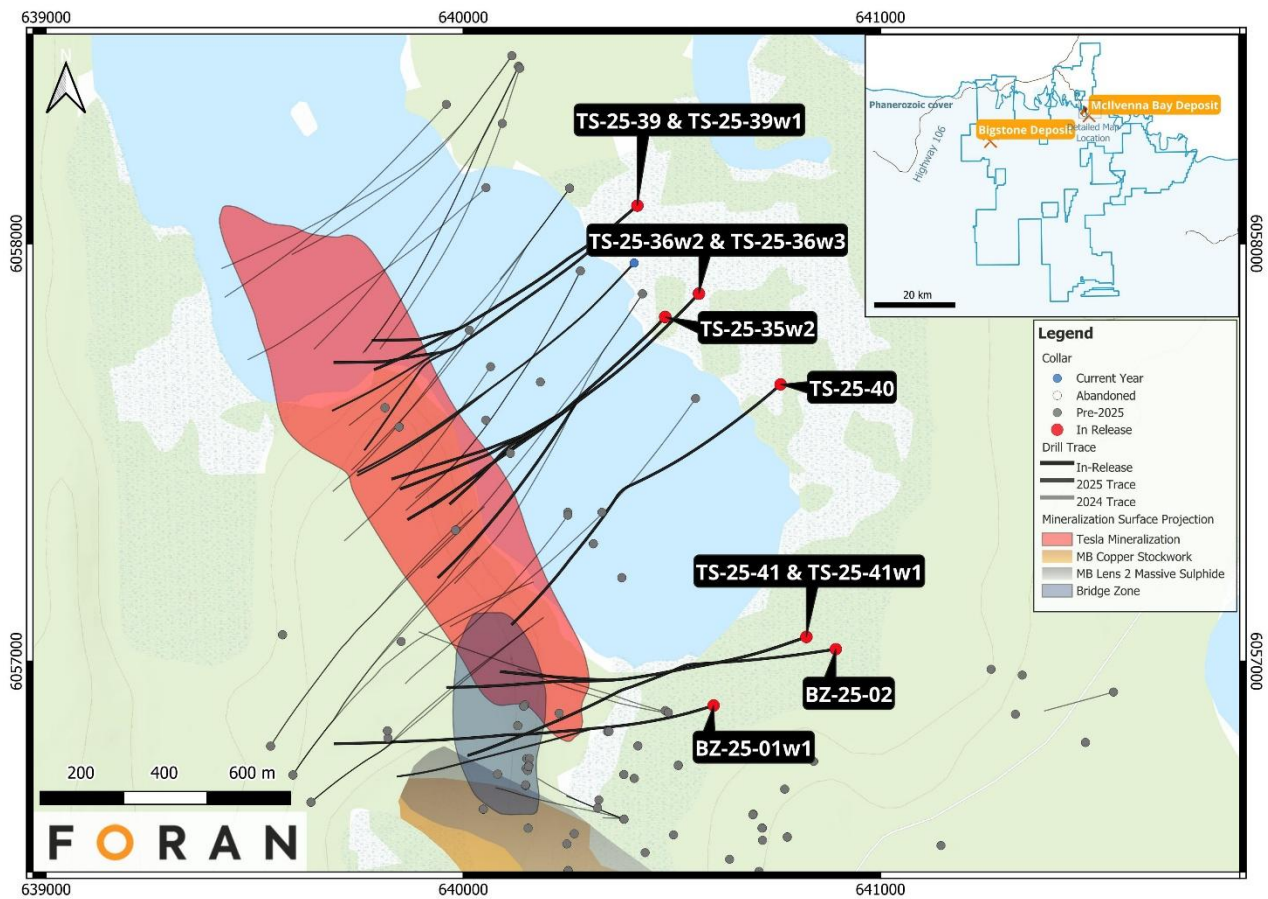 639000
640000
641000
N
6058000
6057000
6058000
6057000
TS-25-39 & TS-25-39w1
TS-25-36w2 & TS-25-36w3
TS-25-35w2
TS-25-40
TS-25-41 & TS-25-41w1
BZ-25-02
BZ-25-01w1
Phanerozoic cover
McIlvenna Bay Deposit
Bigstone Deposit
Detailed Map
Location
Highway 106
20 km
Legend
Collar
Current Year
Abandoned
Pre-2025
In Release
Drill Trace
In-Release
2025 Trace
2024 Trace
Mineralization Surface Projection
Tesla Mineralization
MB Copper Stockwork
MB Lens 2 Massive Sulphide
Bridge Zone
200 400 600 m
FORAN
639000
640000
641000